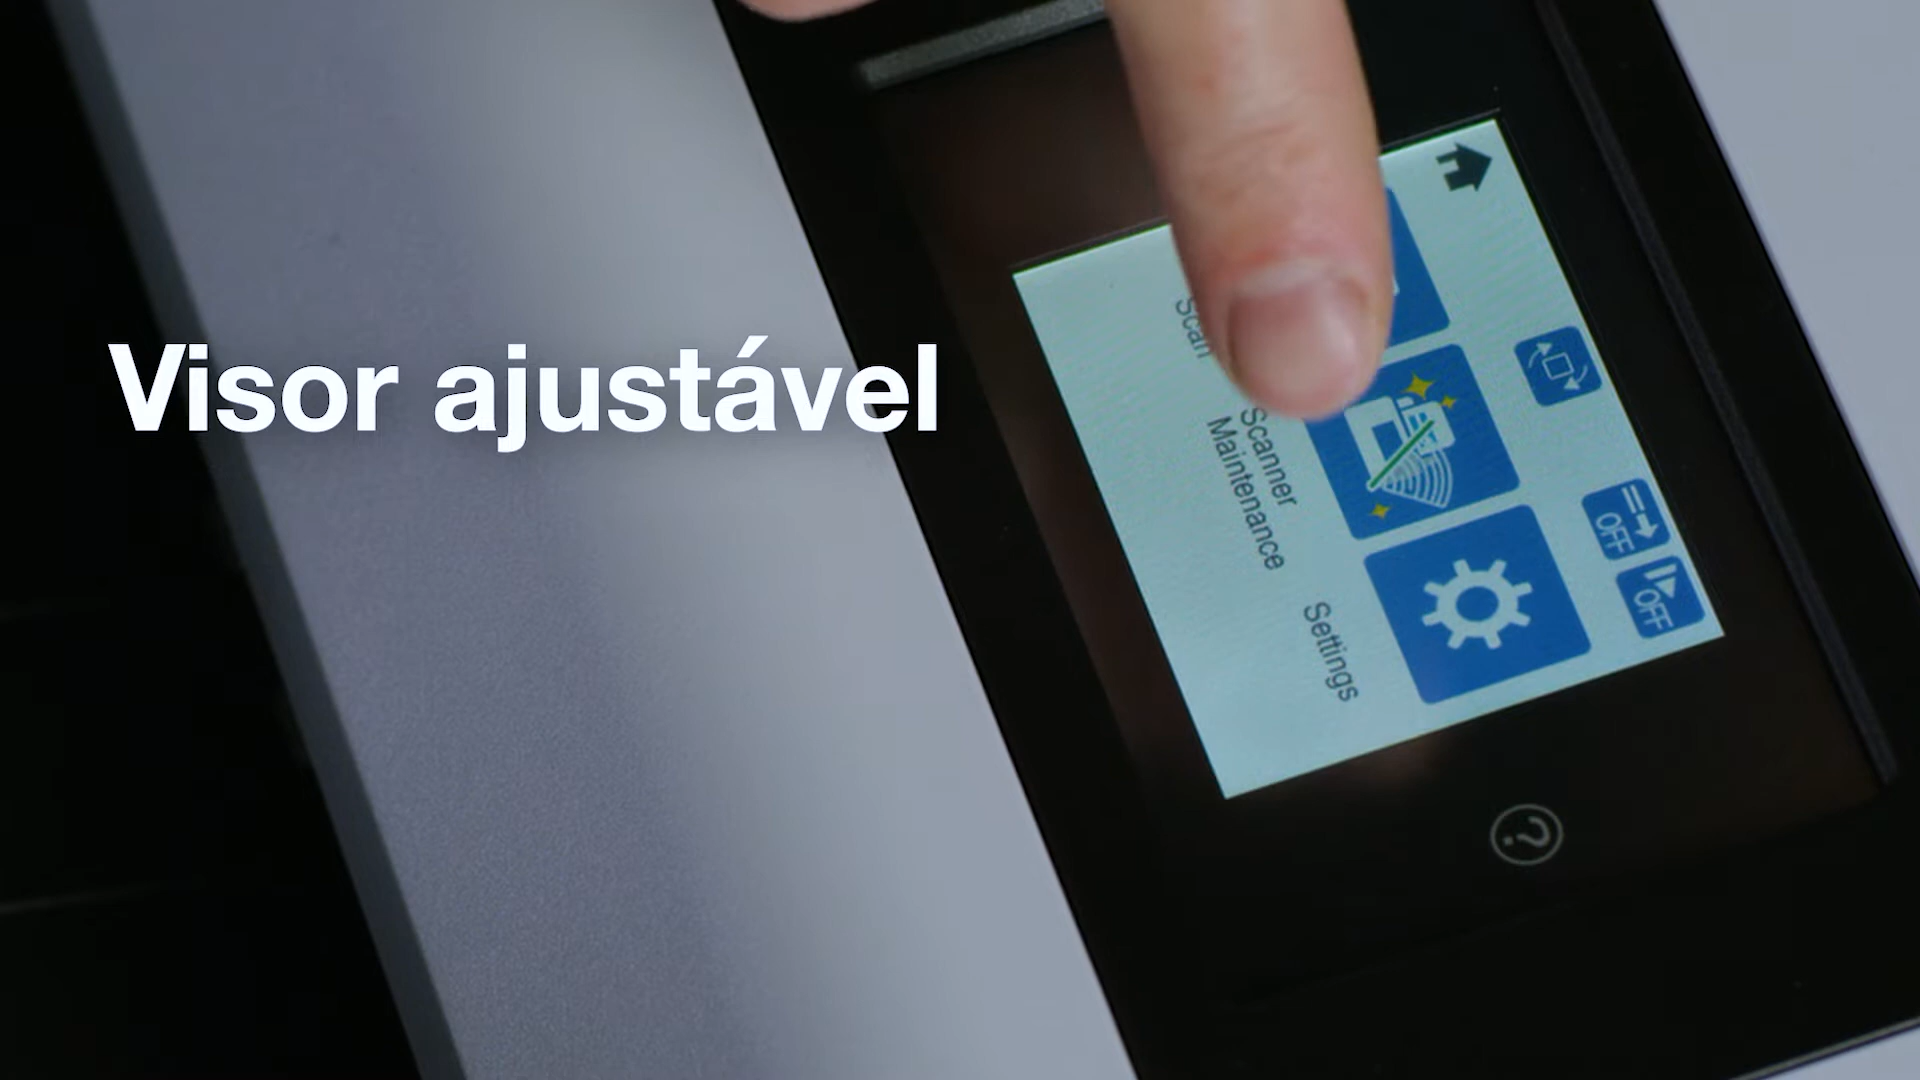 Visor ajustável
Scan
Scanner
Maintenance
Settings
OFF
OFF
?